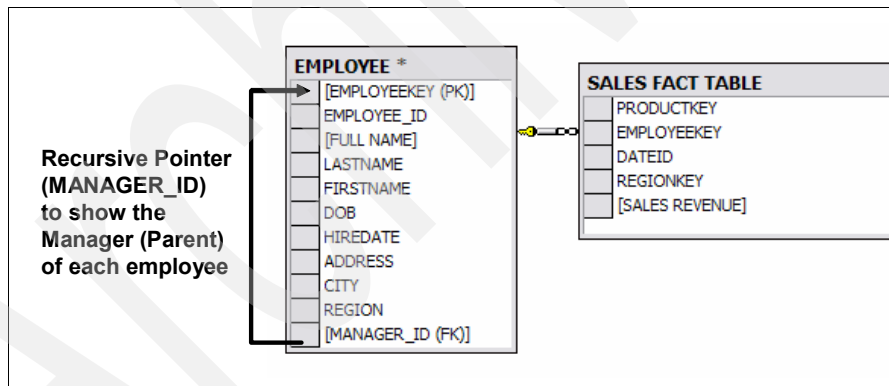 EMPLOYEE *
[EMPLOYEEKEY (PK)]
EMPLOYEE_ID
[FULL NAME]
LASTNAME
FIRSTNAME
DOB
HIREDATE
ADDRESS
CITY
REGION
[MANAGER_ID (FK)]
SALES FACT TABLE
PRODUCTKEY
EMPLOYEEKEY
DATEID
REGIONKEY
[SALES REVENUE]
Recursive Pointer
(MANAGER_ID)
to show the
Manager (Parent)
of each employee